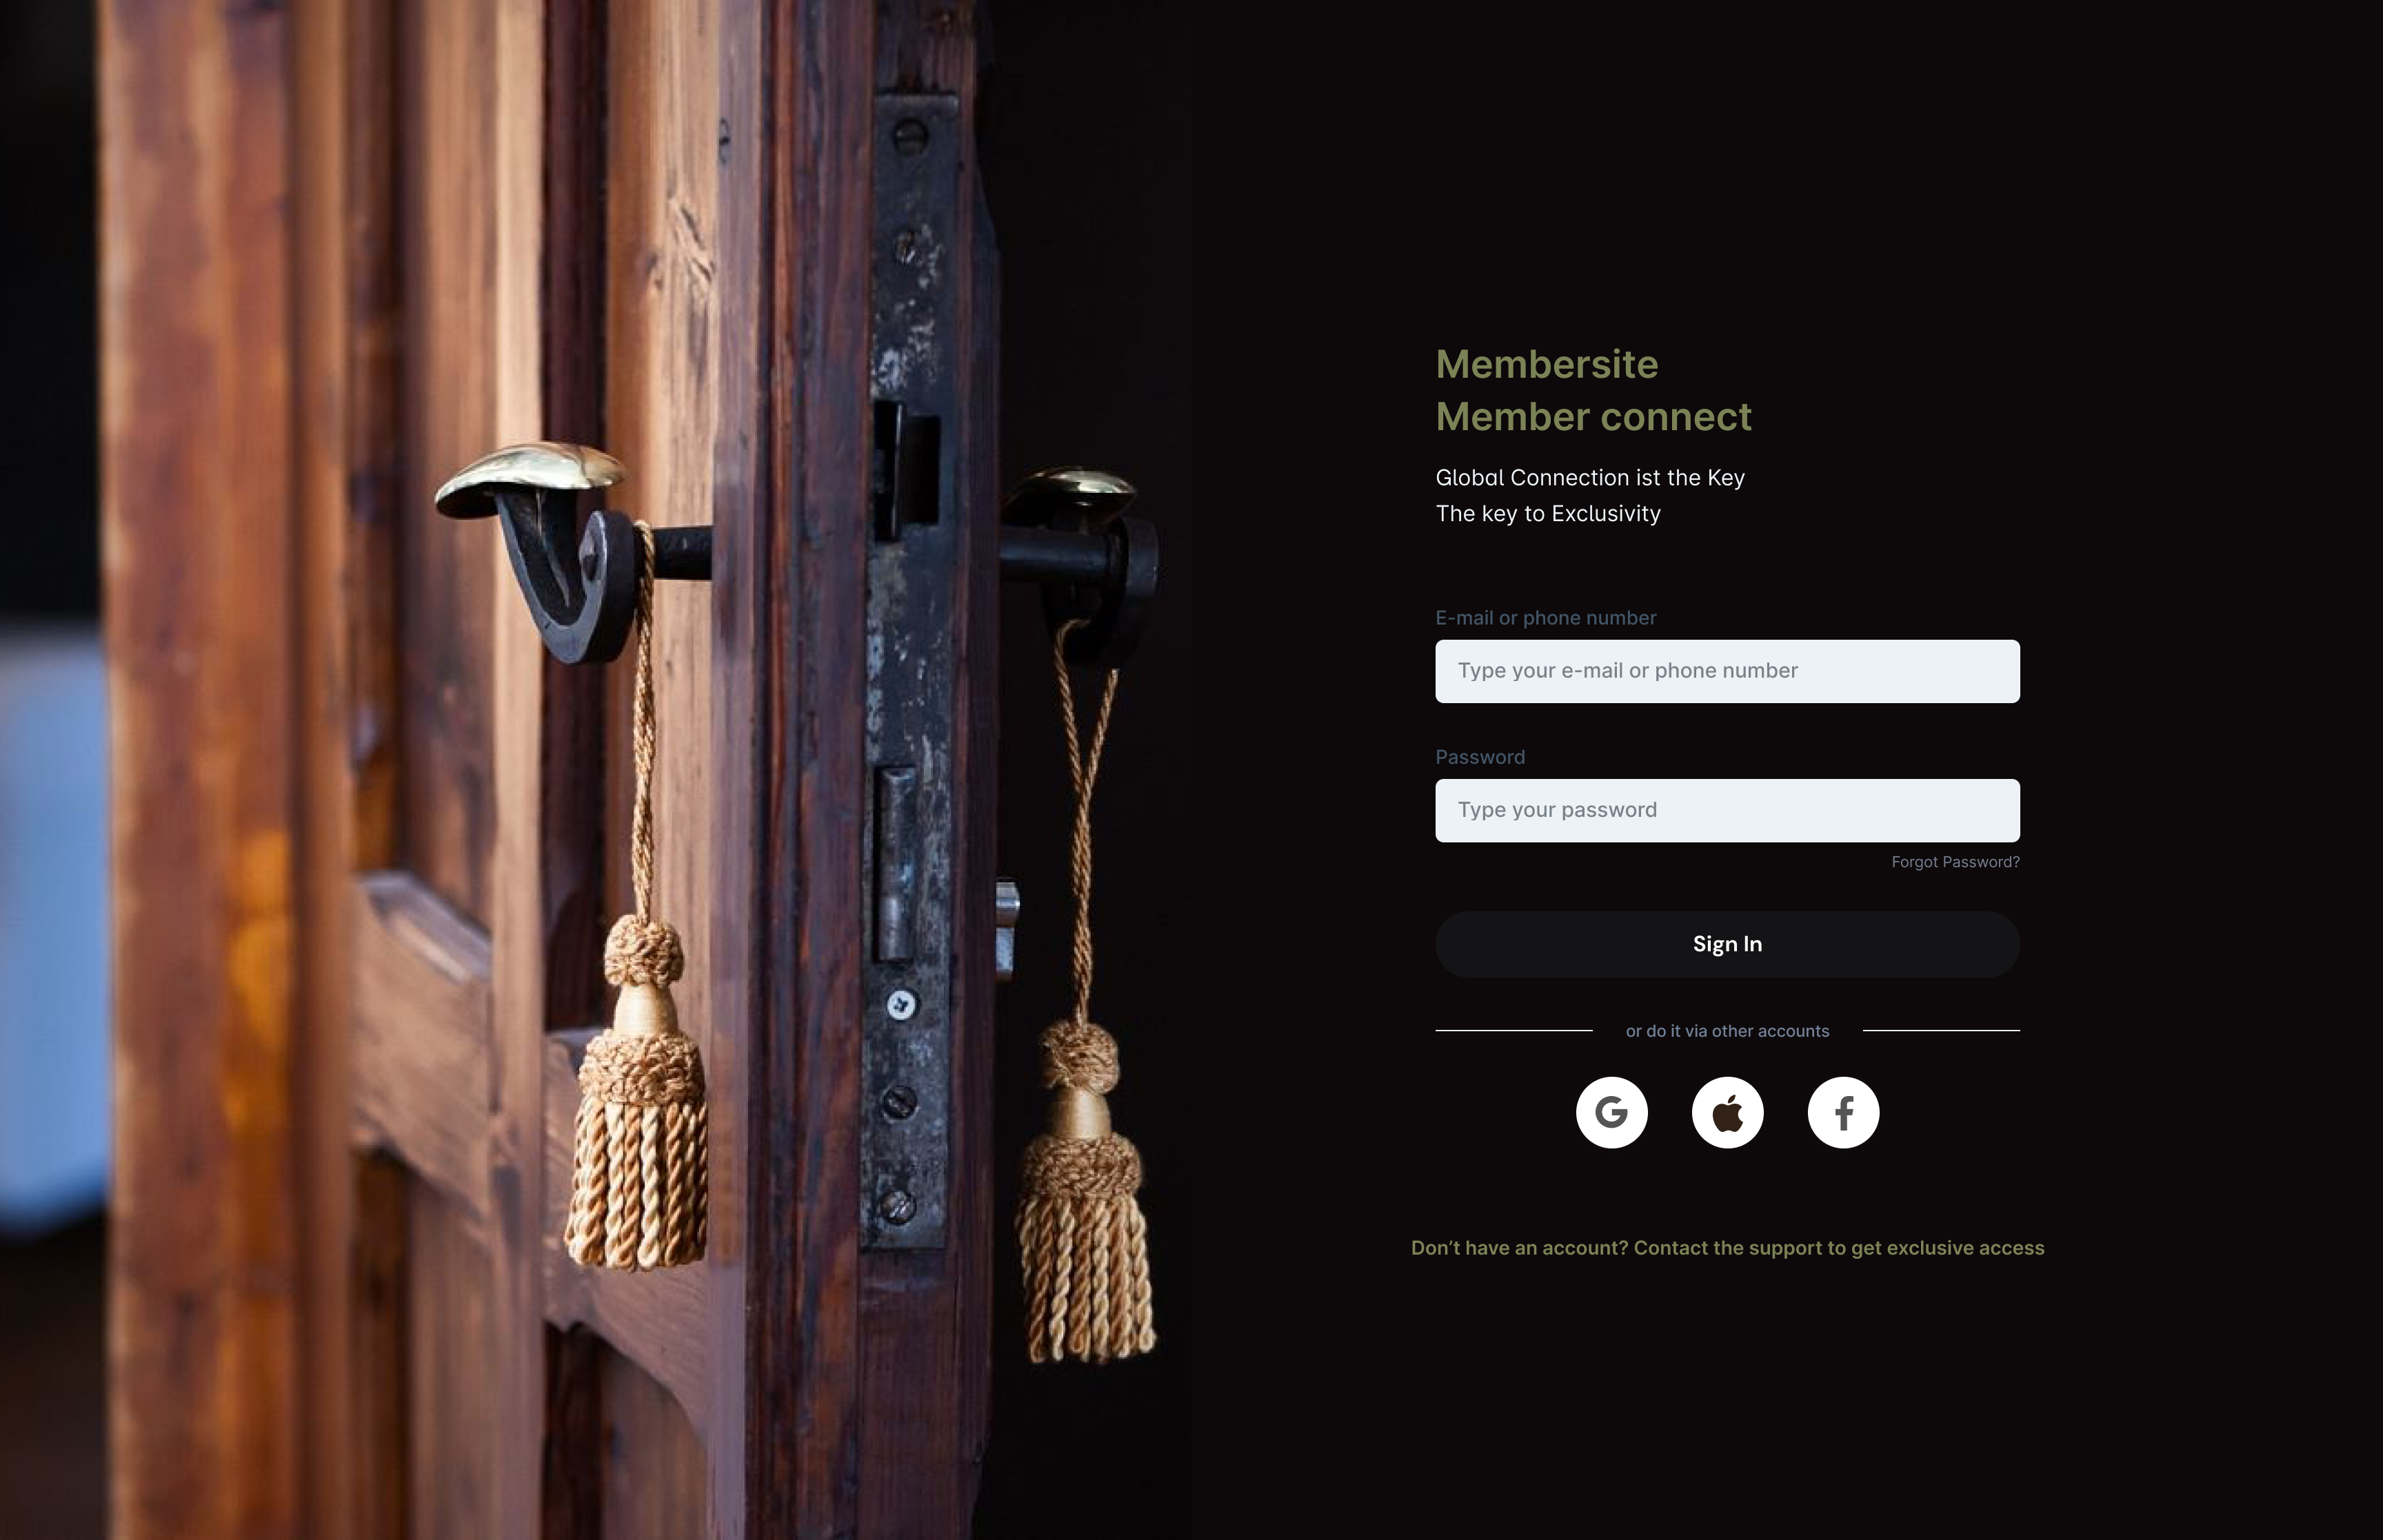 Membersite
Member connect
Global Connection ist the Key
The key to Exclusivity
E-mail or phone number
Type your e-mail or phone number
Password
Type your password
Forgot Password?
Sign In
or do it via other accounts
Don’t have an account? Contact the support to get exclusive access